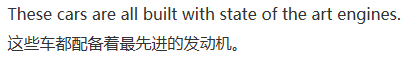 These cars are all built with state of the art engines.
这些车都配备着最先进的发动机。